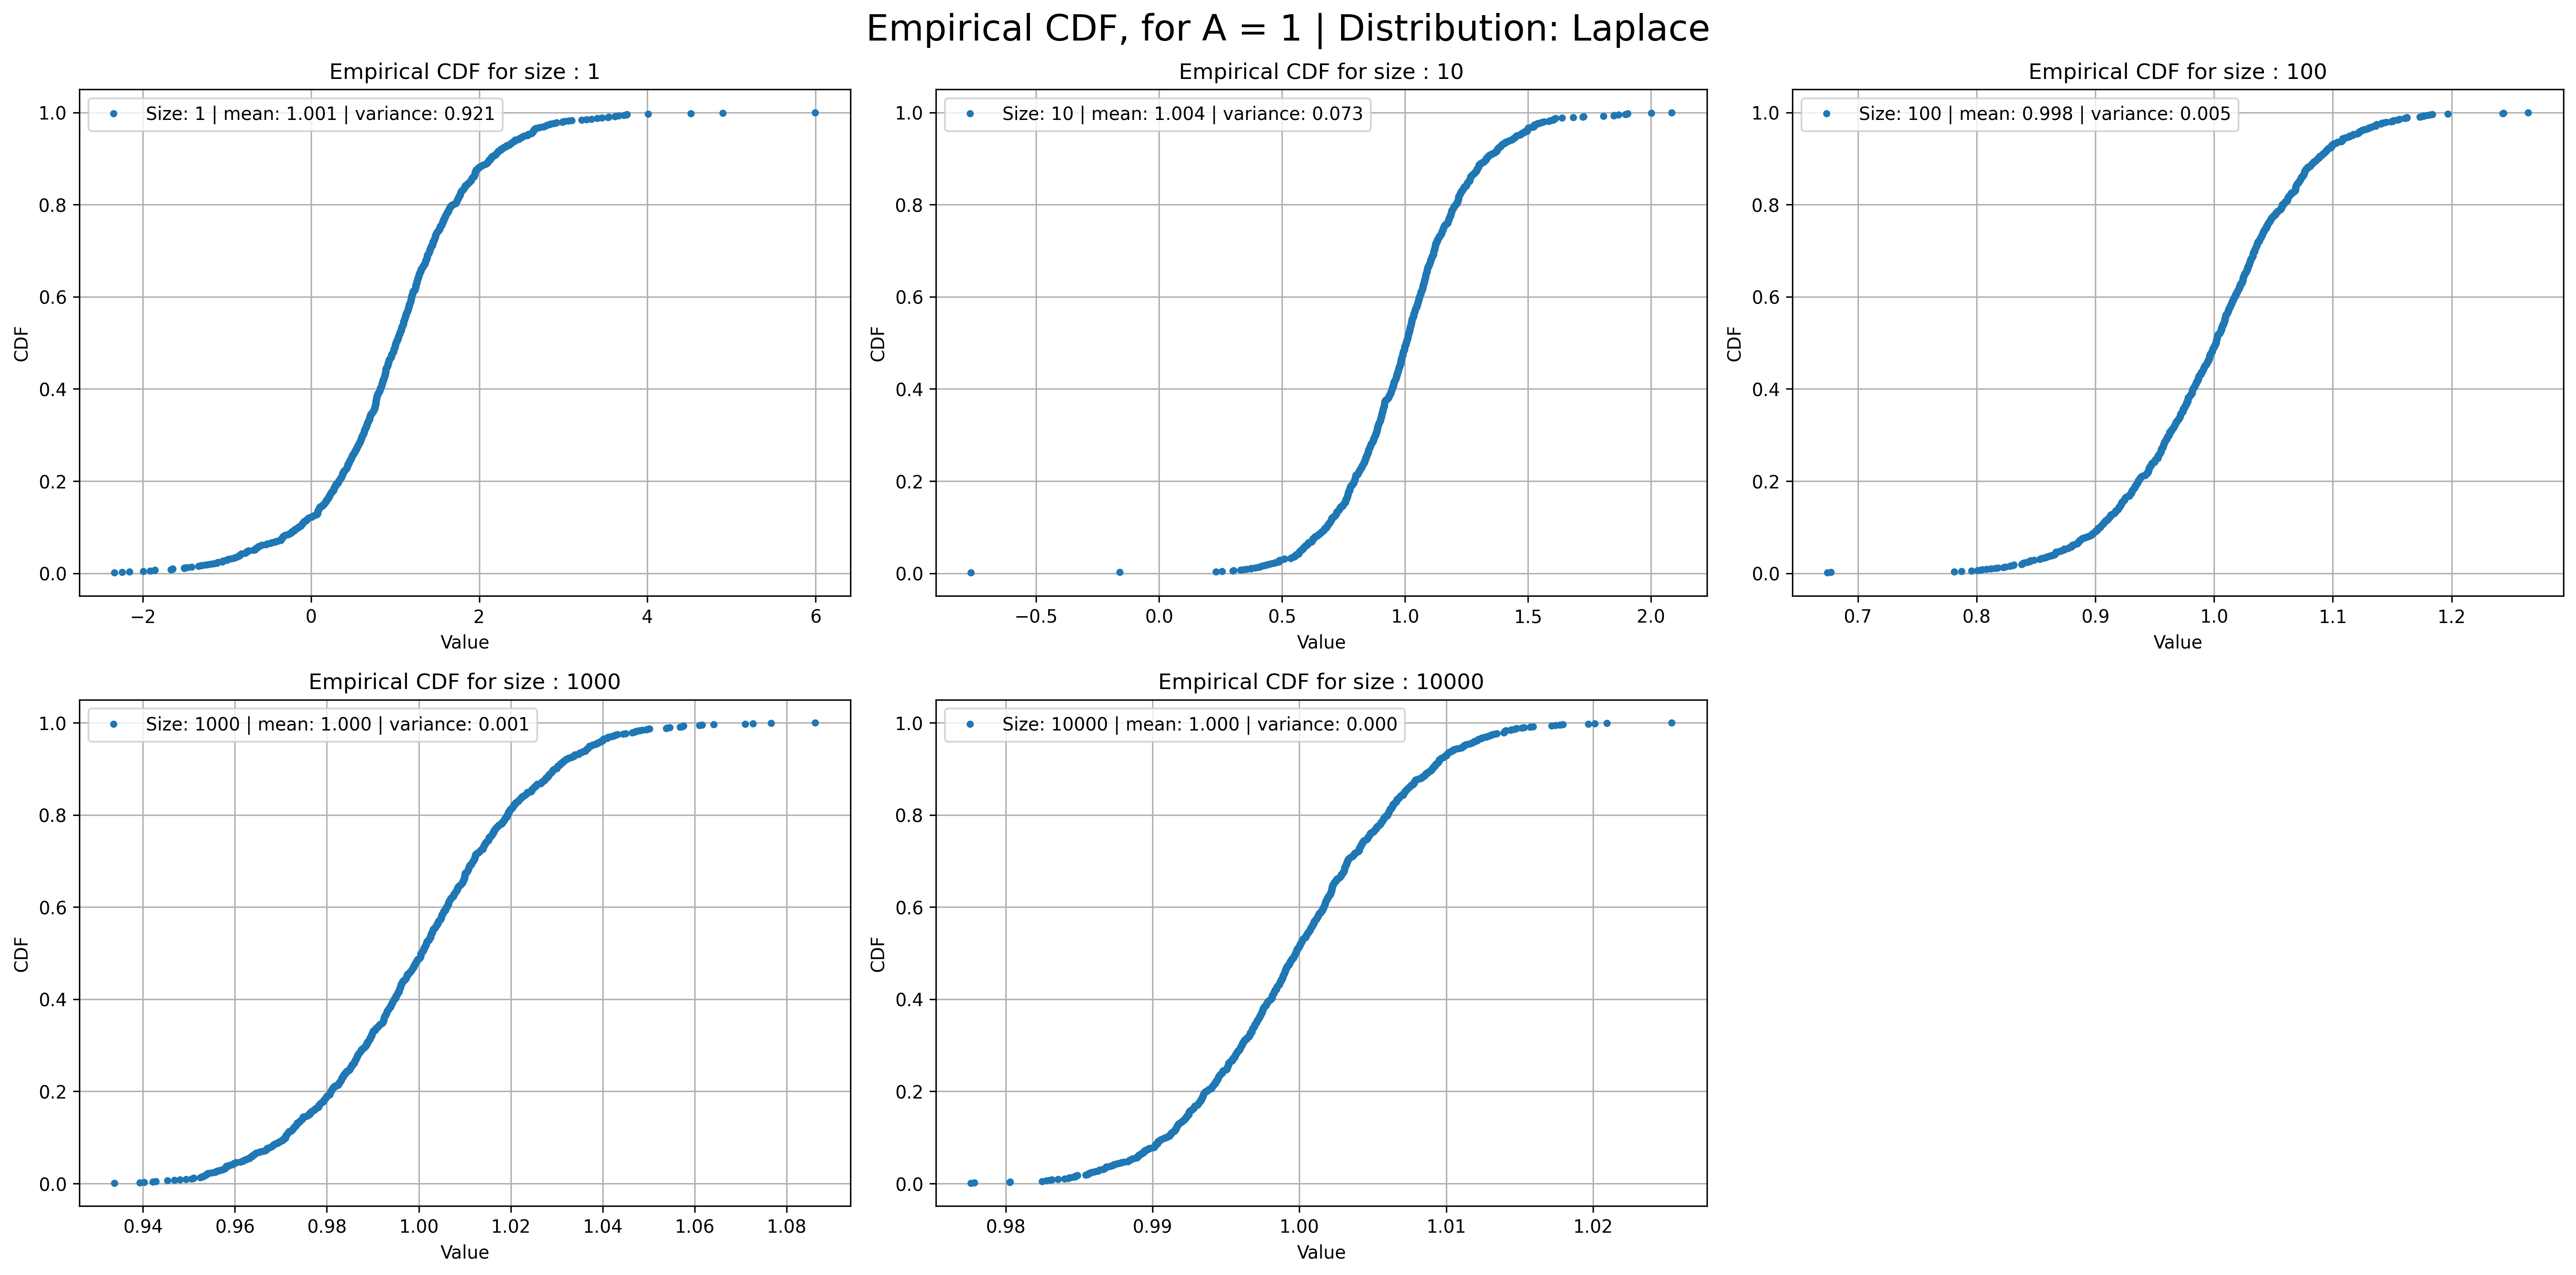 Empirical CDF, for A = 1 | Distribution: Laplace
Empirical CDF for size : 1
Size: 1 | mean: 1.001 | variance: 0.921
1.0
0.8
0.6
0.4
0.2
0.0
CDF
−2
0
2
4
6
Value
Empirical CDF for size : 10
Size: 10 | mean: 1.004 | variance: 0.073
1.0
0.8
0.6
0.4
0.2
0.0
CDF
−0.5
0.0
0.5
1.0
1.5
2.0
Value
Empirical CDF for size : 100
Size: 100 | mean: 0.998 | variance: 0.005
1.0
0.8
0.6
0.4
0.2
0.0
CDF
0.7
0.8
0.9
1.0
1.1
1.2
Value
Empirical CDF for size : 1000
Size: 1000 | mean: 1.000 | variance: 0.001
1.0
0.8
0.6
0.4
0.2
0.0
CDF
0.94
0.96
0.98
1.00
1.02
1.04
1.06
1.08
Value
Empirical CDF for size : 10000
Size: 10000 | mean: 1.000 | variance: 0.000
1.0
0.8
0.6
0.4
0.2
0.0
CDF
0.98
0.99
1.00
1.01
1.02
Value